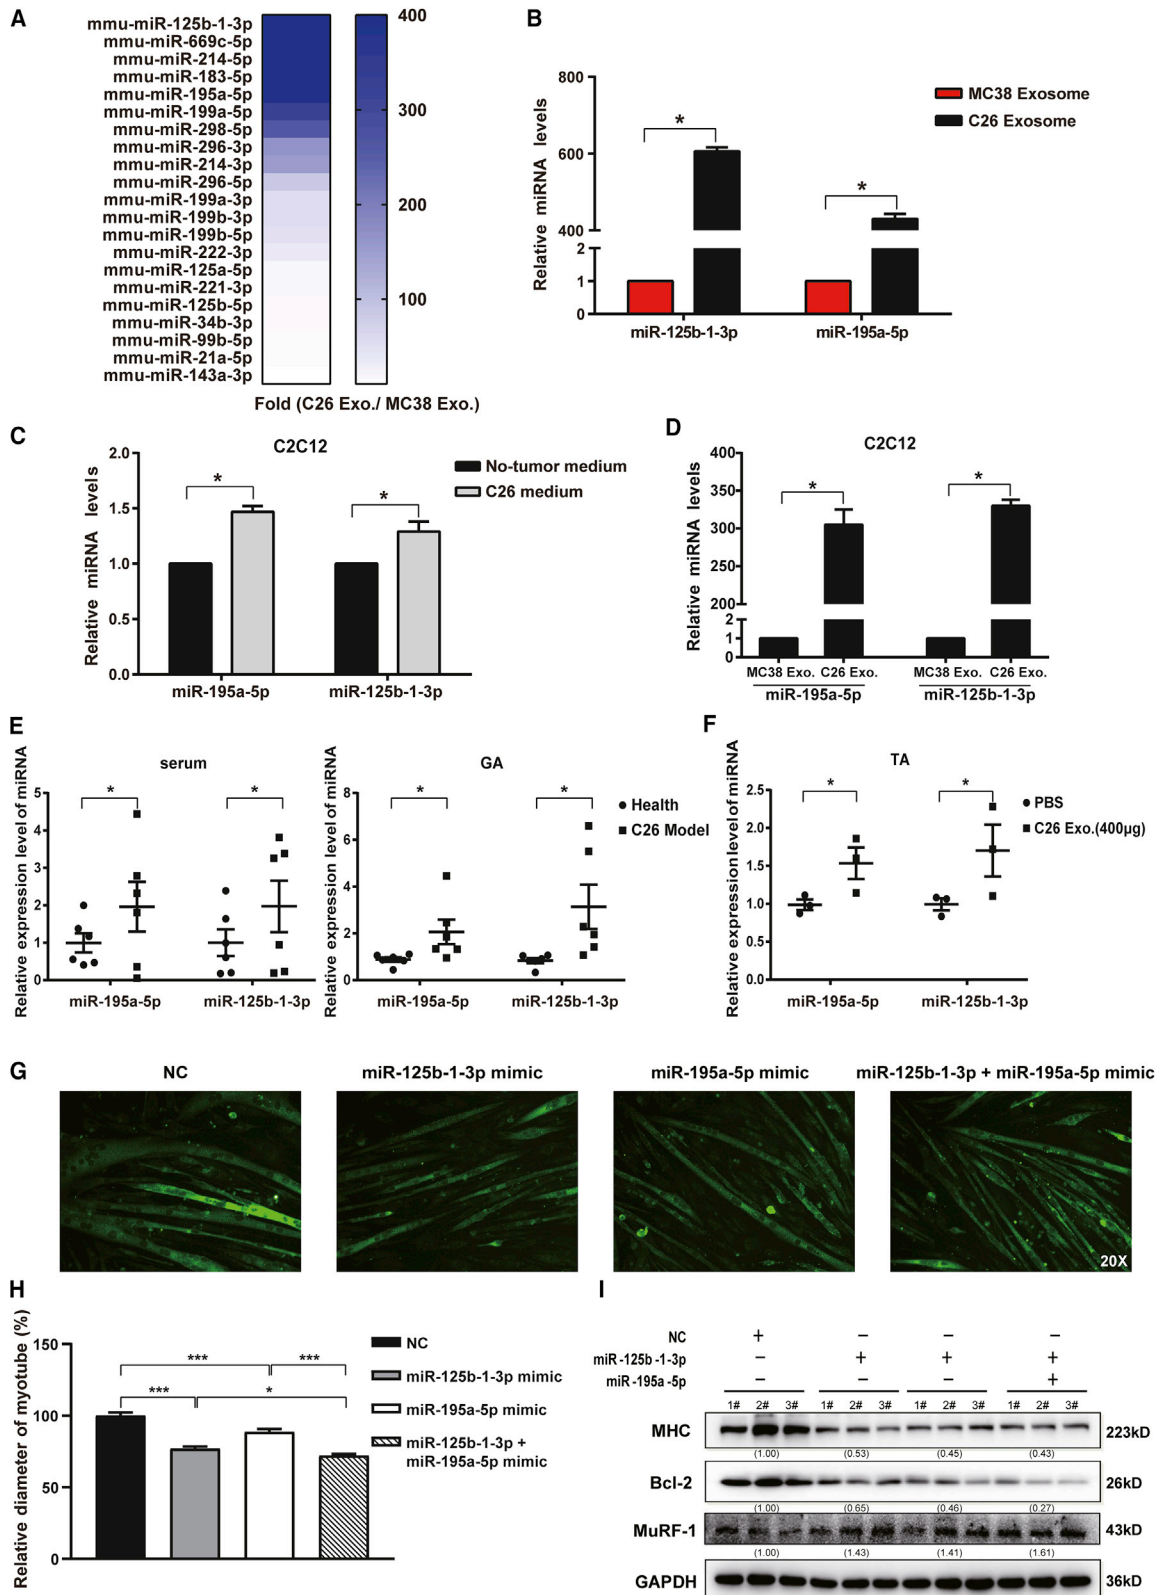 A
mmu-miR-125b-1-3p
mmu-miR-669c-5p
mmu-miR-214-5p
mmu-miR-183-5p
mmu-miR-195a-5p
mmu-miR-199a-5p
mmu-miR-298-5p
mmu-miR-296-3p
mmu-miR-214-3p
mmu-miR-296-5p
mmu-miR-199a-3p
mmu-miR-199b-3p
mmu-miR-199b-5p
mmu-miR-222-3p
mmu-miR-125a-5p
mmu-miR-221-3p
mmu-miR-125b-5p
mmu-miR-34b-3p
mmu-miR-99b-5p
mmu-miR-21a-5p
mmu-miR-143a-3p
400
300
200
100
Fold (C26 Exo./ MC38 Exo.)
B
Relative miRNA levels
800
600
400
2
1
0
*
*
miR-125b-1-3p
miR-195a-5p
MC38 Exosome
C26 Exosome
C
C2C12
Relative miRNA levels
2.0
1.5
1.0
0.5
0.0
*
*
miR-195a-5p
miR-125b-1-3p
No-tumor medium
C26 medium
D
C2C12
Relative miRNA levels
400
350
300
250
200
2
1
0
*
*
MC38 Exo. C26 Exo.
MC38 Exo. C26 Exo.
miR-195a-5p
miR-125b-1-3p
E
serum
Relative expression level of miRNA
5
4
3
2
1
0
*
*
miR-195a-5p
miR-125b-1-3p
GA
Relative expression level of miRNA
8
6
4
2
0
*
*
miR-195a-5p
miR-125b-1-3p
Health
C26 Model
F
TA
Relative expression level of miRNA
2.5
2.0
1.5
1.0
0.5
0.0
*
*
miR-195a-5p
miR-125b-1-3p
PBS
C26 Exo.(400μg)
G
NC
miR-125b-1-3p mimic
miR-195a-5p mimic
miR-125b-1-3p + miR-195a-5p mimic
20X
H
Relative diameter of myotube (%)
150
100
50
0
*** ***
*** *
NC
miR-125b-1-3p mimic
miR-195a-5p mimic
miR-125b-1-3p +
miR-195a-5p mimic
I
NC + – – –
miR-125b-1-3p – + + +
miR-195a-5p – – – +
1# 2# 3# 1# 2# 3# 1# 2# 3# 1# 2# 3#
MHC 223kD
(1.00) (0.53) (0.45) (0.43)
Bcl-2 26kD
(1.00) (0.65) (0.46) (0.27)
MuRF-1 43kD
(1.00) (1.43) (1.41) (1.61)
GAPDH 36kD